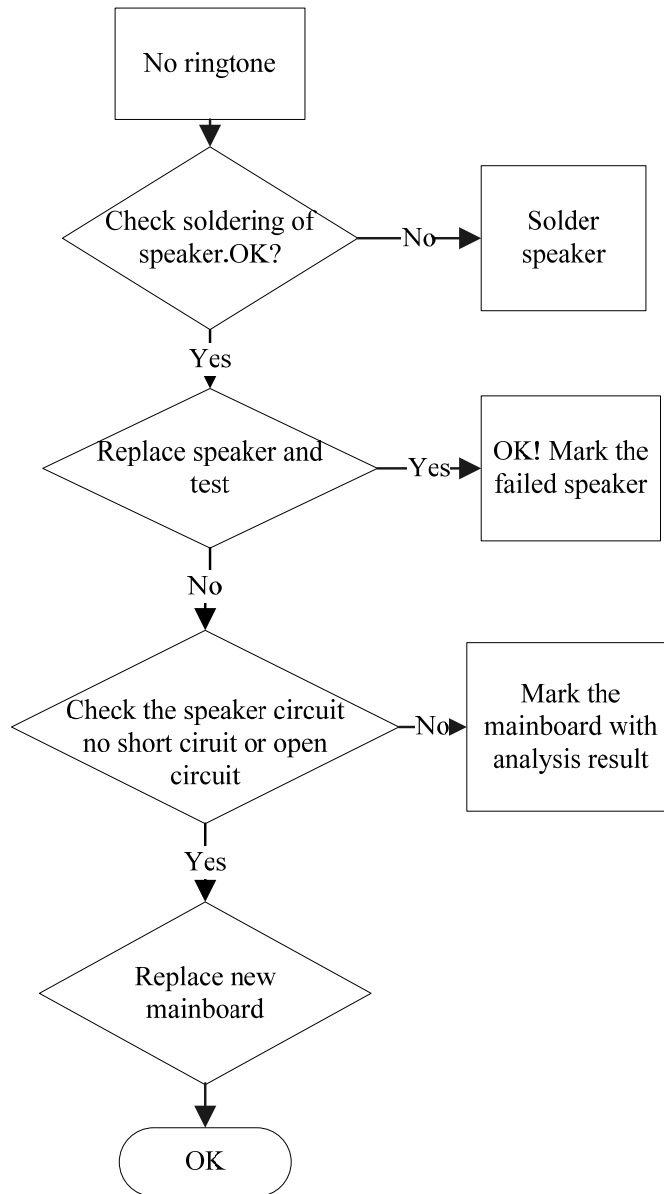 No ringtone
Check soldering of
speaker.OK?
No
Solder
speaker
Yes
Replace speaker and
test
Yes
OK! Mark the
failed speaker
No
Check the speaker circuit
no short ciruit or open
circuit
No
Mark the
mainboard with
analysis result
Yes
Replace new
mainboard
OK